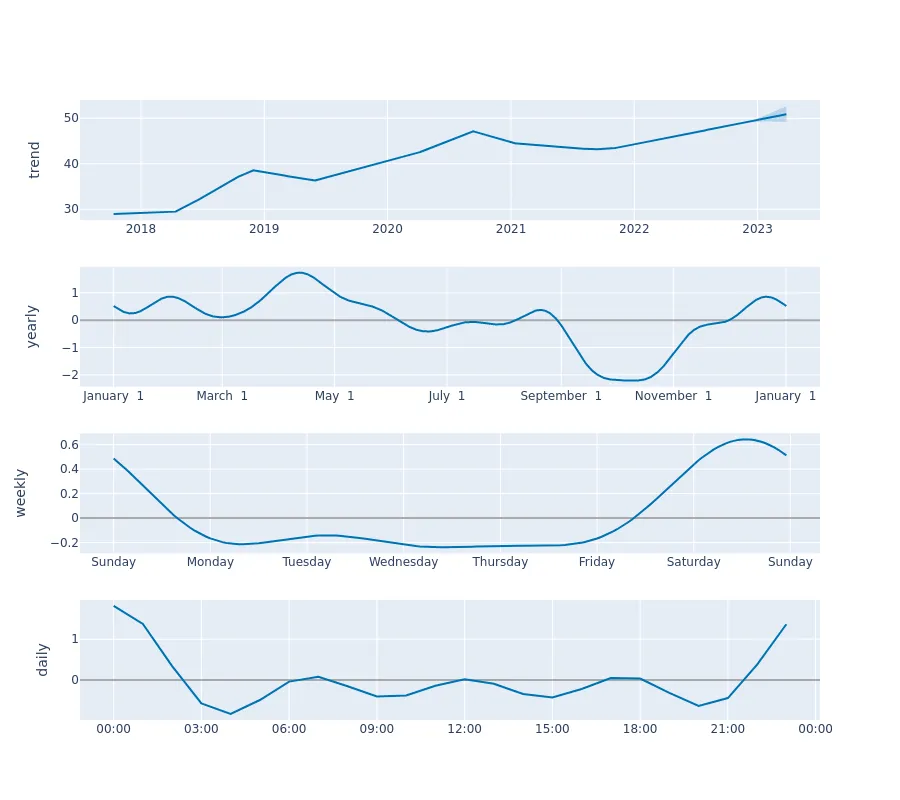 trend
50
40
30
2018 2019 2020 2021 2022 2023
yearly
1
0
−1
−2
January 1 March 1 May 1 July 1 September 1 November 1 January 1
weekly
0.6
0.4
0.2
0
−0.2
Sunday Monday Tuesday Wednesday Thursday Friday Saturday Sunday
daily
1
0
00:00 03:00 06:00 09:00 12:00 15:00 18:00 21:00 00:00